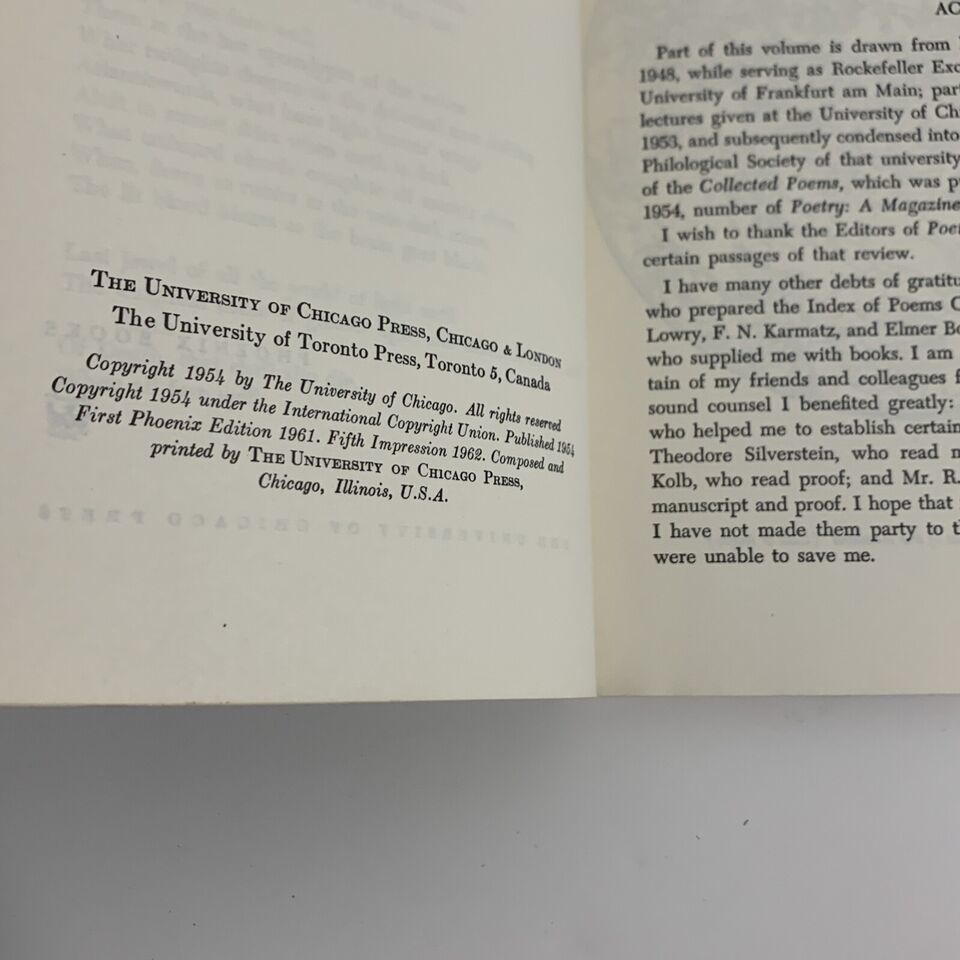 THE UNIVERSITY OF CHICAGO PRESS, CHICAGO & LONDON
The University of Toronto Press, Toronto 5, Canada
Copyright 1954 by The University of Chicago. All rights reserved
Copyright 1954 under the International Copyright Union. Published 1954
First Phoenix Edition 1961. Fifth Impression 1962. Composed and
printed by THE UNIVERSITY OF CHICAGO PRESS,
Chicago, Illinois, U.S.A.
AC
Part of this volume is drawn from
1948, while serving as Rockefeller Exc
University of Frankfurt am Main; par
lectures given at the University of Ch
1953, and subsequently condensed into
Philological Society of that university
of the Collected Poems, which was p
1954, number of Poetry: A Magazine
I wish to thank the Editors of Poe
certain passages of that review.
I have many other debts of gratitu
who prepared the Index of Poems C
Lowry, F. N. Karmatz, and Elmer Bo
who supplied me with books. I am
tain of my friends and colleagues f
sound counsel I benefited greatly:
who helped me to establish certain
Theodore Silverstein, who read m
Kolb, who read proof; and Mr. R.
manuscript and proof. I hope that
I have not made them party to th
were unable to save me.